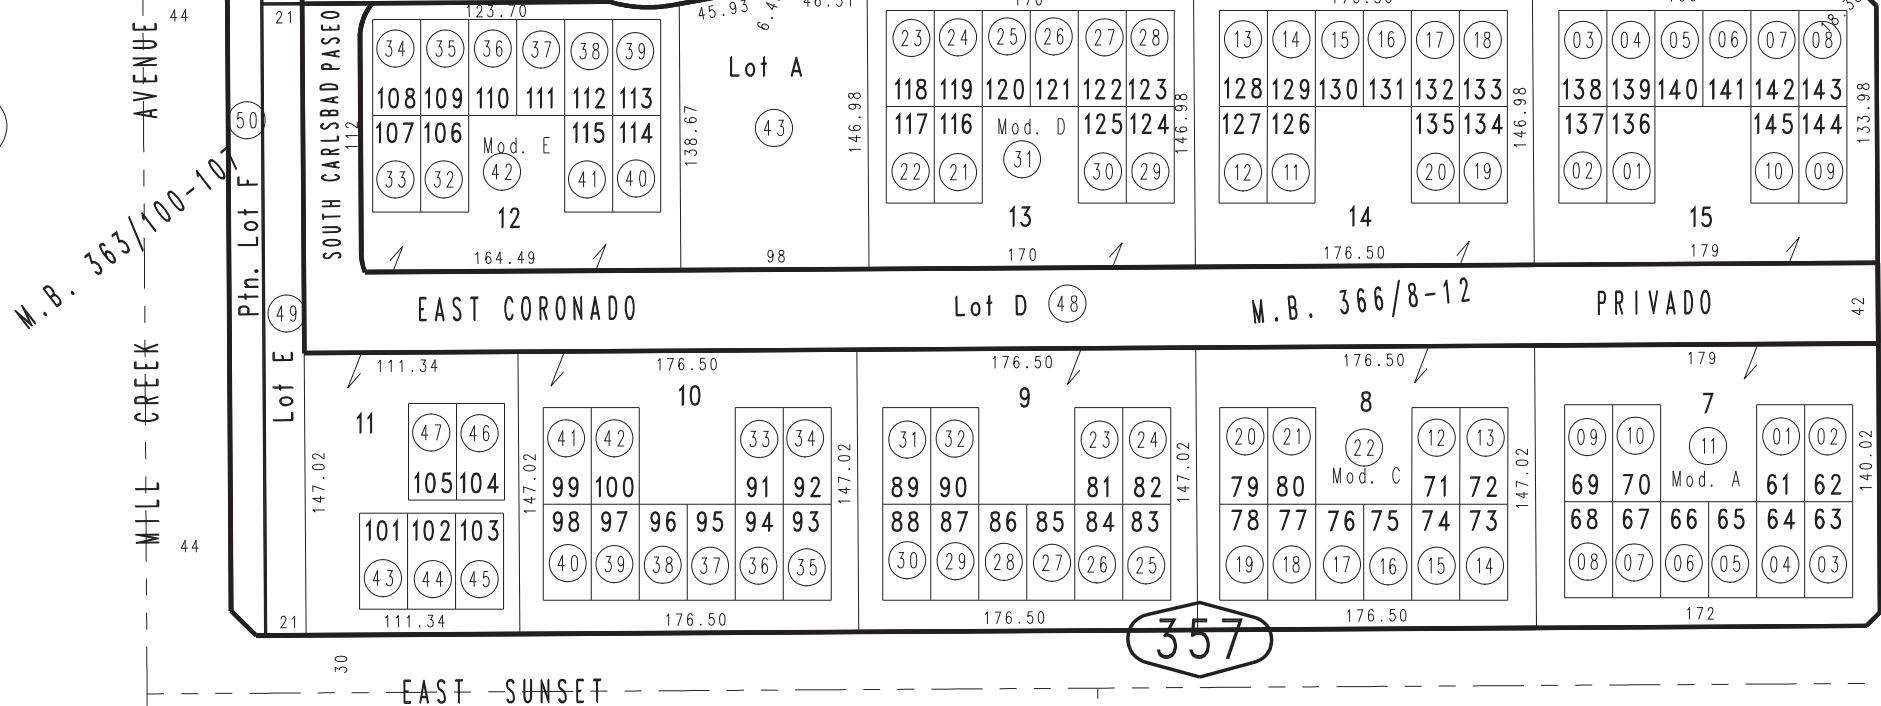 44
AVENUE
MILL CREEK
44
M.B. 363/100-107
50
Ptn. Lot F
21
49
Lot E
21
30
SOUTH CARLSBAD PASEO
123.70
112
34 35 36 37 38 39
108 109 110 111 112 113
107 106 Mod. E 115 114
33 32 42 41 40
12
164.49
138.67
45.93
Lot A
43
98
146.98
170
23 24 25 26 27 28
118 119 120 121 122 123
117 116 Mod. D 125 124
22 21 31 30 29
13
170
146.98
176.50
13 14 15 16 17 18
128 129 130 131 132 133
127 126 135 134
12 11 20 19
14
176.50
146.98
03 04 05 06 07 08
138 139 140 141 142 143
137 136 145 144
02 01 10 09
15
179
133.98
EAST CORONADO Lot D 48 M.B. 366/8-12 PRIVADO
42
111.34
11
47 46
105 104
147.02
101 102 103
43 44 45
111.34
176.50
10
41 42 33 34
99 100 91 92
147.02
98 97 96 95 94 93
40 39 38 37 36 35
176.50
147.02
176.50
9
31 32 23 24
89 90 81 82
88 87 86 85 84 83
30 29 28 27 26 25
176.50
147.02
176.50
8
20 21 22 12 13
79 80 Mod. C 71 72
78 77 76 75 74 73
19 18 17 16 15 14
176.50
147.02
179
7
09 10 11 01 02
69 70 Mod. A 61 62
68 67 66 65 64 63
08 07 06 05 04 03
172
140.02
357
EAST SUNSET